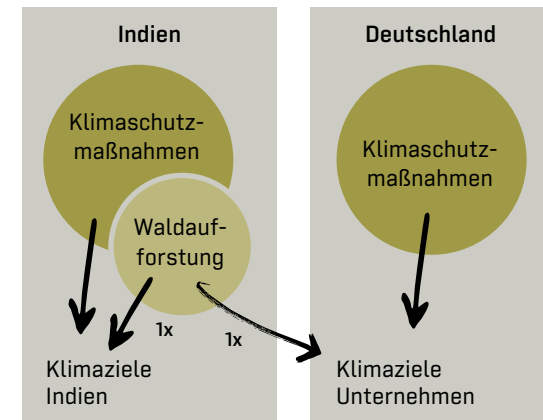 Indien
Klimaschutz-
maßnahmen
Waldauf-
forstung
1x
1x
Klimaziele
Indien
Deutschland
Klimaschutz-
maßnahmen
Klimaziele
Unternehmen